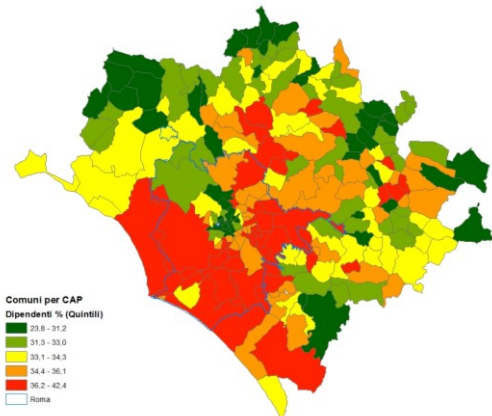 Comuni per CAP
Dipendenti % (Quintili)
23,8 - 31,2
31,3 - 33,0
33,1 - 34,3
34,4 - 36,1
36,2 - 42,4
Roma